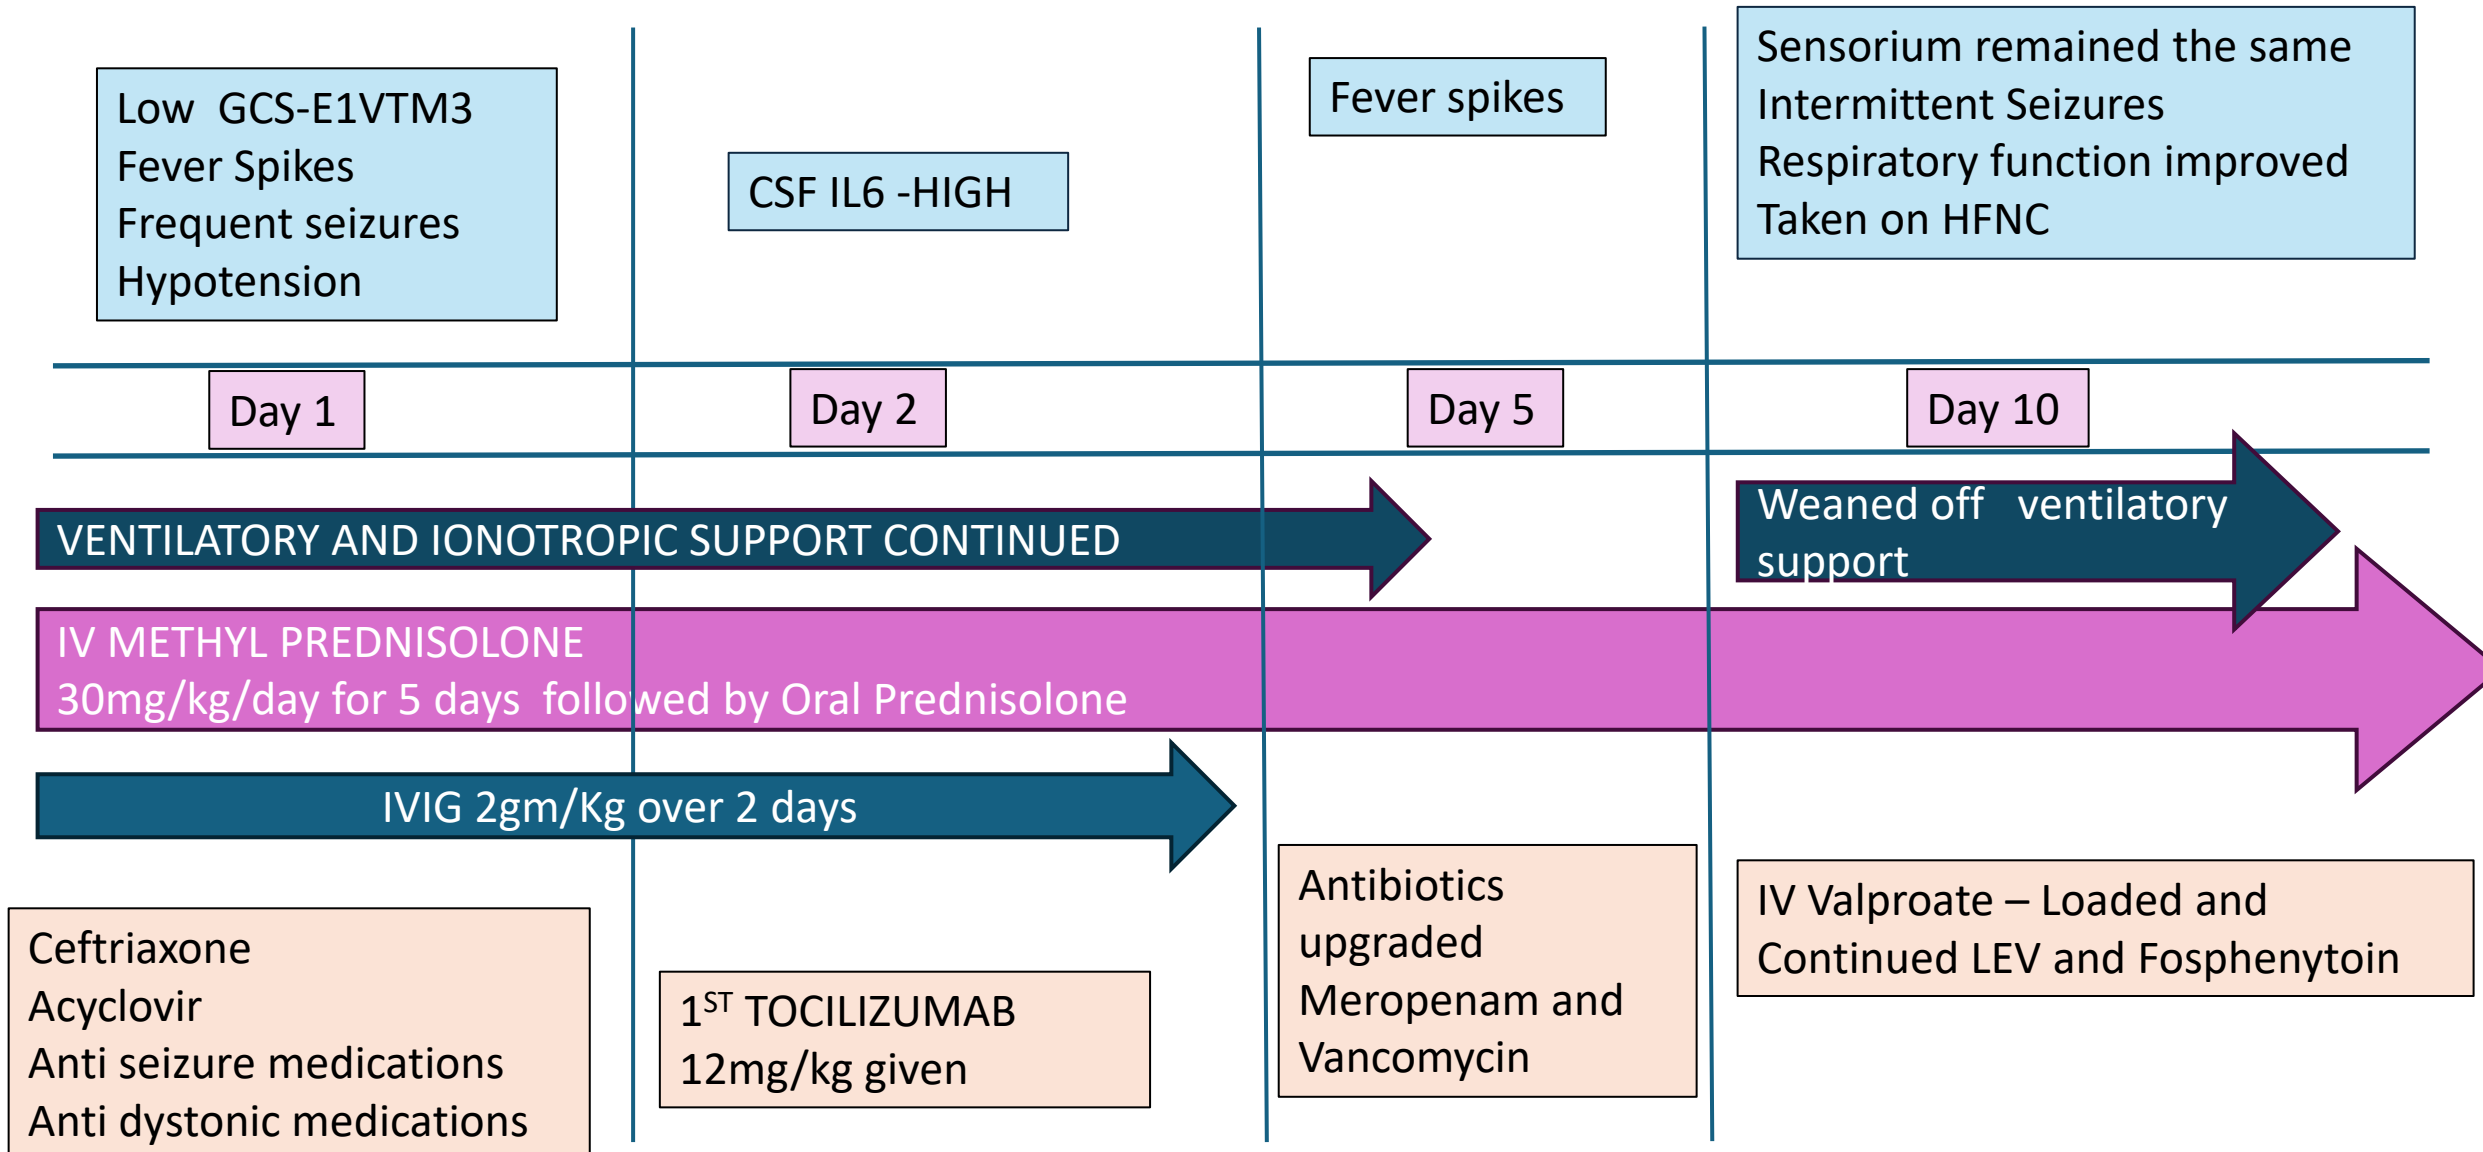 Low  GCS-E1VTM3
Fever Spikes
Frequent seizures
Hypotension
CSF IL6 -HIGH
Fever spikes
Sensorium remained the same
Intermittent Seizures
Respiratory function improved
Taken on HFNC
Day 1
Day 2
Day 5
Day 10
VENTILATORY AND IONOTROPIC SUPPORT CONTINUED
Weaned off   ventilatory
support
IV METHYL PREDNISOLONE
30mg/kg/day for 5 days  followed by Oral Prednisolone
IVIG 2gm/Kg over 2 days
Ceftriaxone
Acyclovir
Anti seizure medications
Anti dystonic medications
1ST TOCILIZUMAB
12mg/kg given
Antibiotics
upgraded
Meropenam and
Vancomycin
IV Valproate – Loaded and
Continued LEV and Fosphenytoin